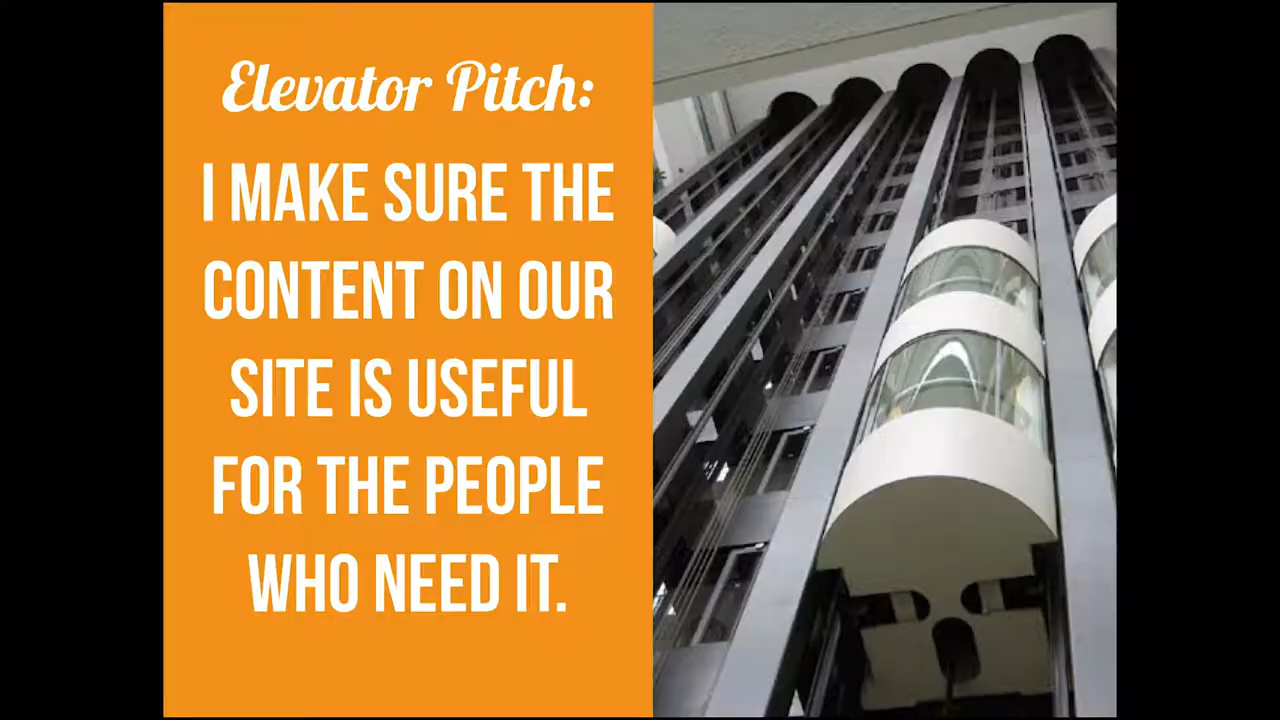 Elevator Pitch:
I MAKE SURE THE
CONTENT ON OUR
SITE IS USEFUL
FOR THE PEOPLE
WHO NEED IT.